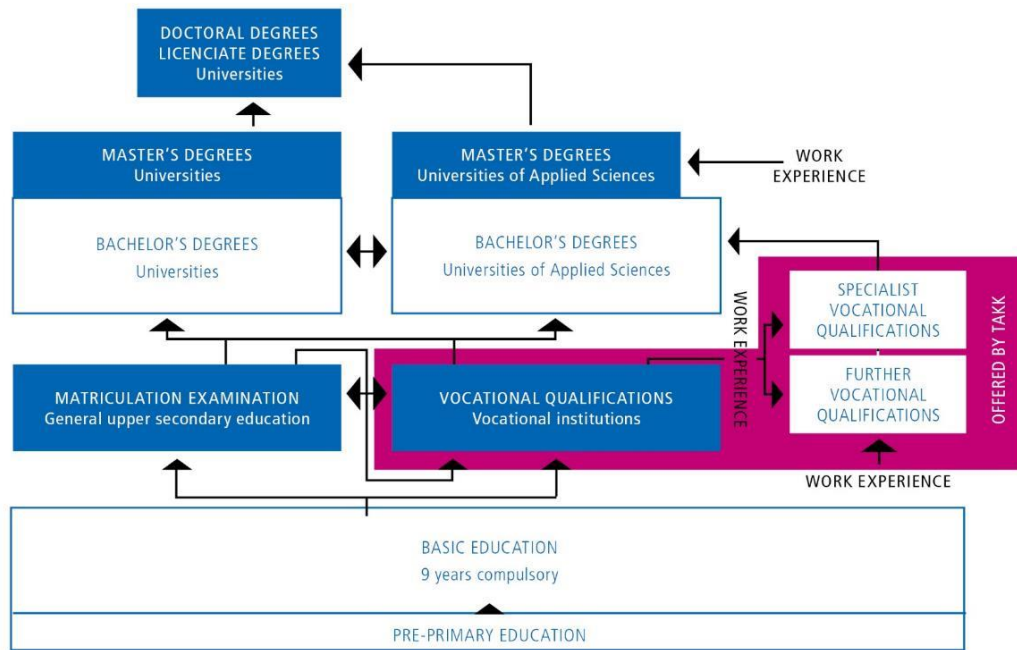 DOCTORAL DEGREES
LICENCIATE DEGREES
Universities
MASTER'S DEGREES
Universities
MASTER'S DEGREES
Universities of Applied Sciences
WORK
EXPERIENCE
BACHELOR'S DEGREES
Universities
BACHELOR'S DEGREES
Universities of Applied Sciences
SPECIALIST
VOCATIONAL
QUALIFICATIONS
WORK EXPERIENCE
OFFERED BY TAKK
MATRICULATION EXAMINATION
General upper secondary education
VOCATIONAL QUALIFICATIONS
Vocational institutions
FURTHER
VOCATIONAL
QUALIFICATIONS
WORK EXPERIENCE
BASIC EDUCATION
9 years compulsory
PRE-PRIMARY EDUCATION